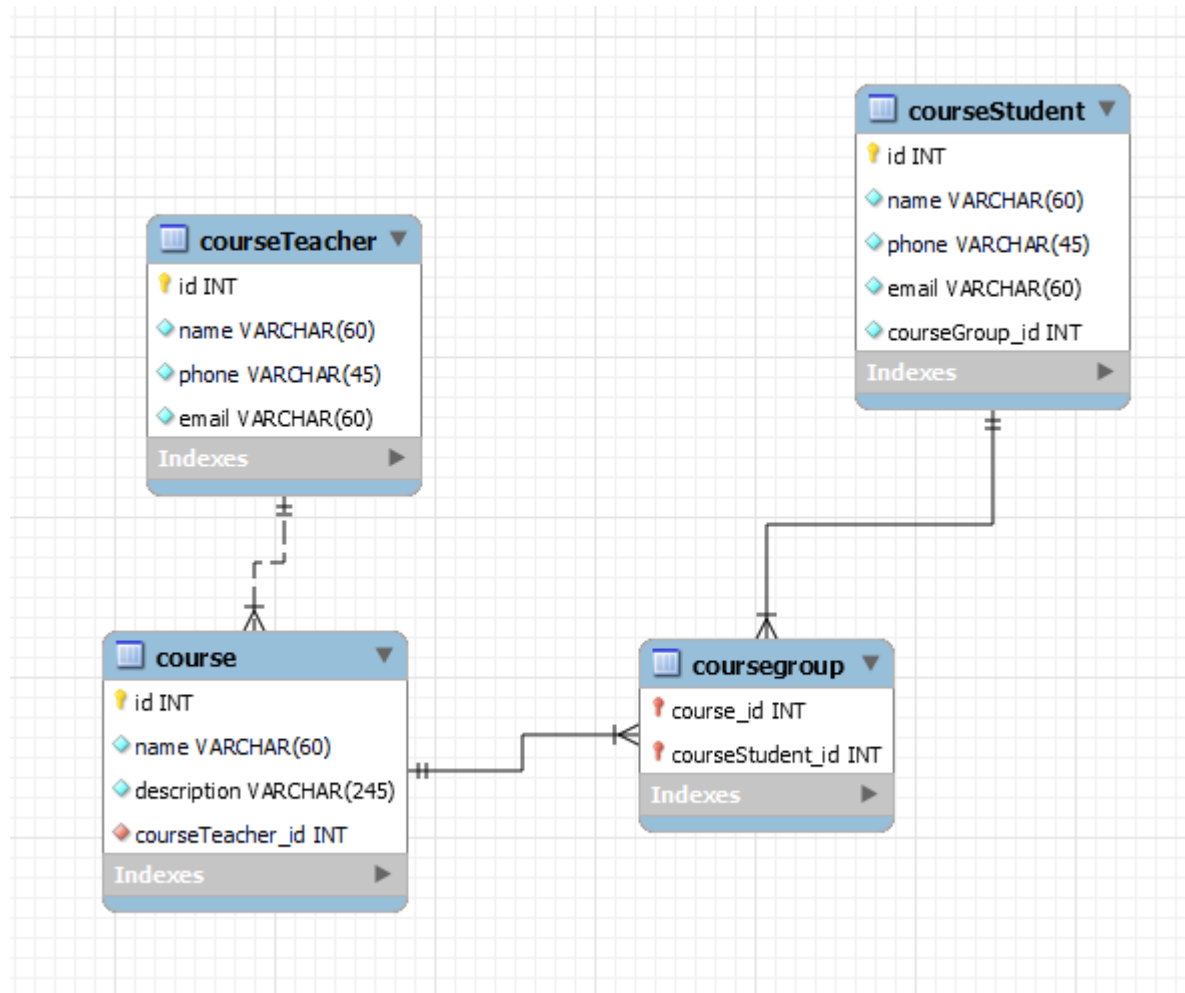 courseStudent
id INT
name VARCHAR(60)
phone VARCHAR(45)
email VARCHAR(60)
courseGroup_id INT
Indexes
courseTeacher
id INT
name VARCHAR(60)
phone VARCHAR(45)
email VARCHAR(60)
Indexes
course
id INT
name VARCHAR(60)
description VARCHAR(245)
courseTeacher_id INT
Indexes
coursegroup
course_id INT
courseStudent_id INT
Indexes